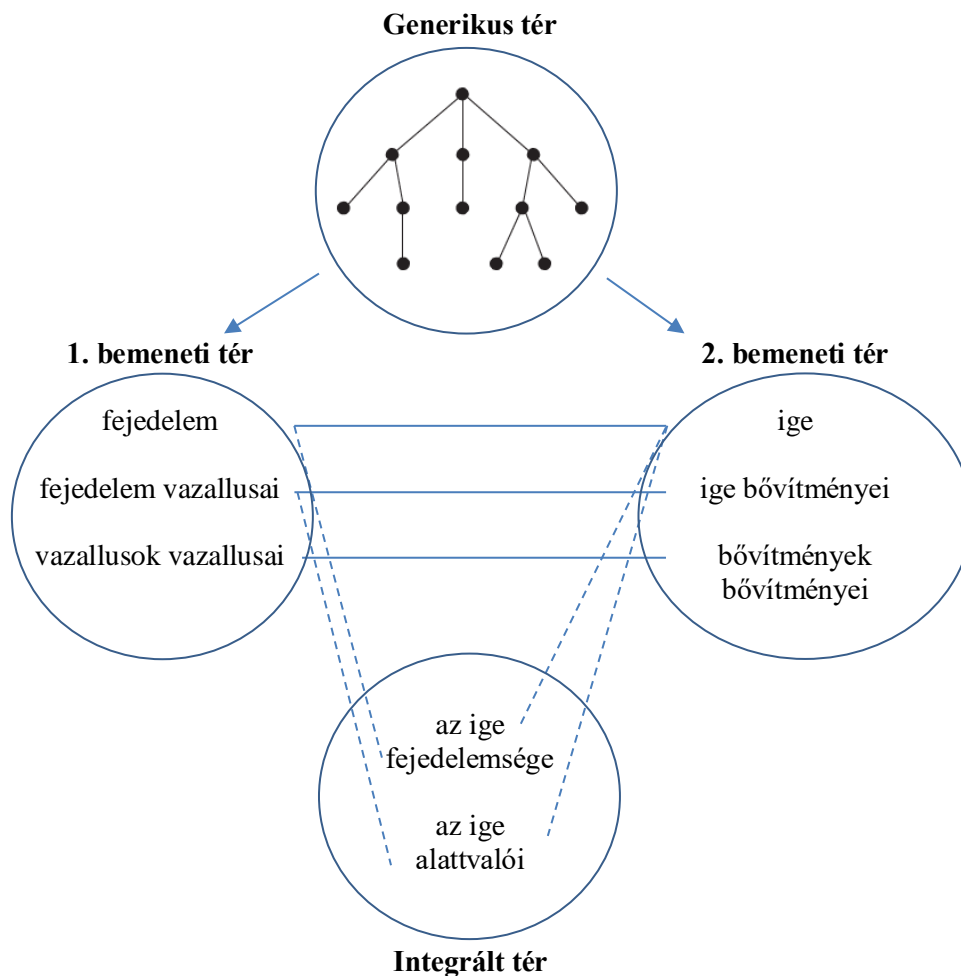 Generikus tér
1. bemeneti tér
2. bemeneti tér
fejedelem
fejedelem vazallusai
vazallusok vazallusai
ige
ige bővítményei
bővítmények
bővítményei
az ige
fejedelemsége
az ige
alattvalói
Integrált tér